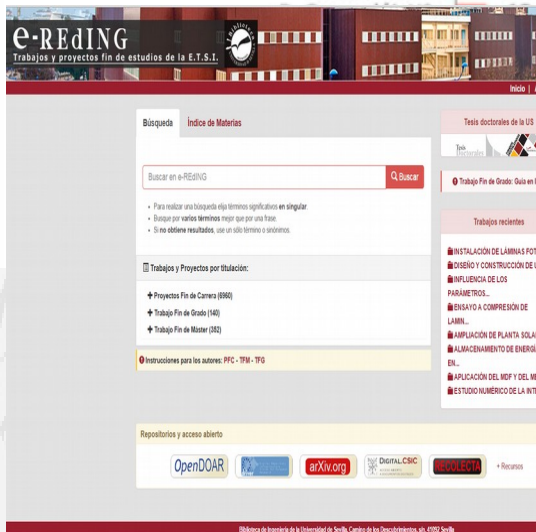 e-REdING
Trabajos y proyectos fin de estudios de la E.T.S.I.
Inicio |
Búsqueda
Índice de Materias
Buscar en e-REdING
Buscar
Para realizar una búsqueda elija términos significativos en singular
Busque por varios términos mejor que por una frase.
Si no obtiene resultados, use un sólo término o sinónimos.
Trabajos y Proyectos por titulación:
Proyectos Fin de Carrera (6960)
Trabajo Fin de Grado (140)
Trabajo Fin de Máster (382)
Instrucciones para los autores: PFC - TFM - TFG
Tesis doctorales de la US
Tesis
Doctorales
Trabajo Fin de Grado: Guía en
Trabajos recientes
INSTALACIÓN DE LÁMINAS FOT
DISEÑO Y CONSTRUCCIÓN DE
INFLUENCIA DE LOS
PARÁMETROS...
ENSAYO A COMPRESIÓN DE
LAMIN...
AMPLIACIÓN DE PLANTA SOLA
ALMACENAMIENTO DE ENERGÍ
EN...
APLICACIÓN DEL MDF Y DEL ME
ESTUDIO NUMÉRICO DE LA INT
Repositorios y acceso abierto
OpenDOAR
arXiv.org
DIGITAL.CSIC
RECOLECTA
+ Recursos
Biblioteca de Ingeniería de la Universidad de Sevilla. Camino de los Descubrimientos, s/n. 41092 Sevilla